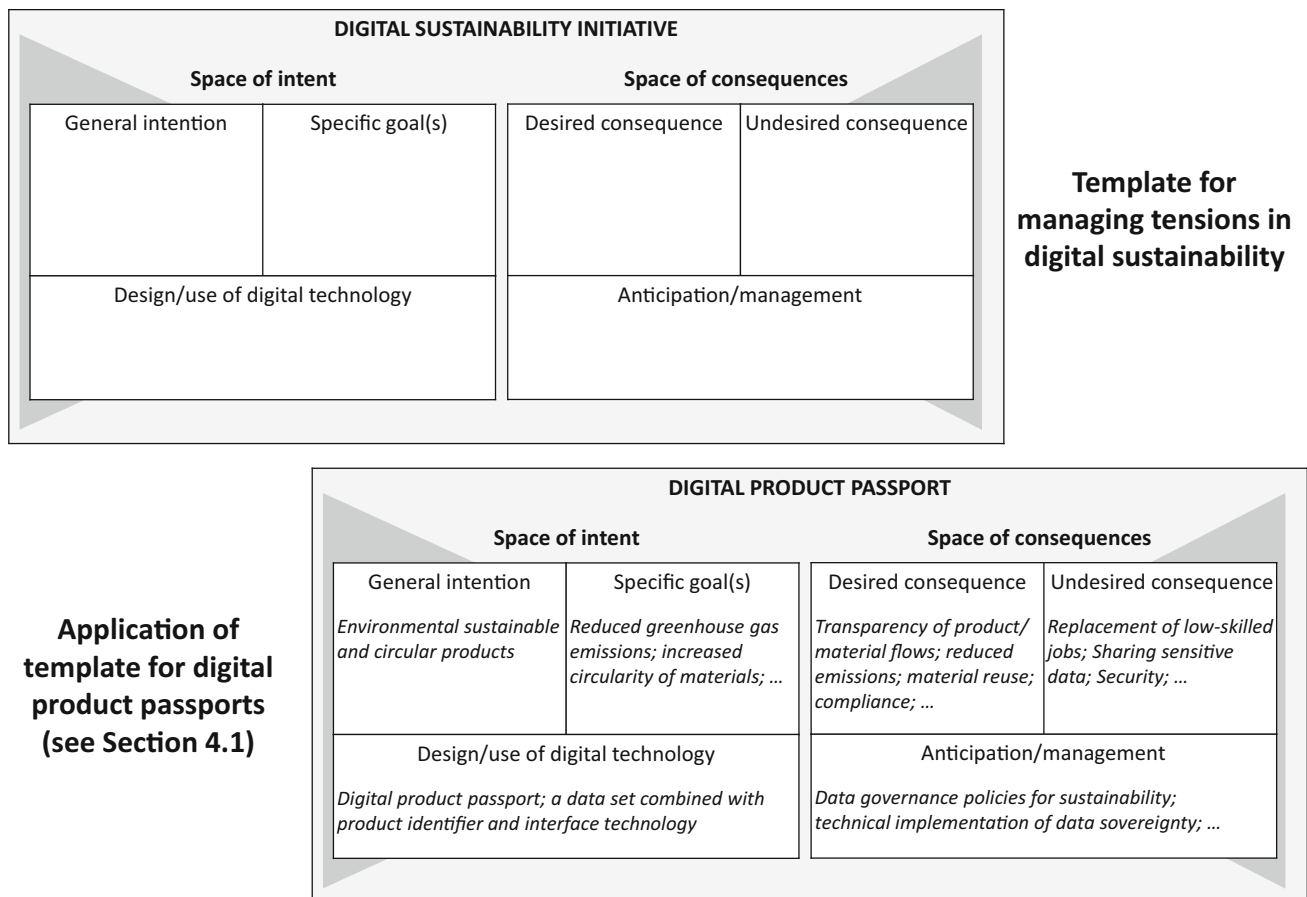 DIGITAL SUSTAINABILITY INITIATIVE
Space of intent
Space of consequences
General intention
Specific goal(s)
Desired consequence
Undesired consequence
Design/use of digital technology
Anticipation/management
Template for
managing tensions in
digital sustainability
Application of
template for digital
product passports
(see Section 4.1)
DIGITAL PRODUCT PASSPORT
Space of intent
Space of consequences
General intention
Environmental sustainable
and circular products
Specific goal(s)
Reduced greenhouse gas
emissions; increased
circularity of materials; ...
Desired consequence
Transparency of product/
material flows; reduced
emissions; material reuse;
compliance; ...
Undesired consequence
Replacement of low-skilled
jobs; Sharing sensitive
data; Security; ...
Design/use of digital technology
Digital product passport; a data set combined with
product identifier and interface technology
Anticipation/management
Data governance policies for sustainability;
technical implementation of data sovereignty; ...